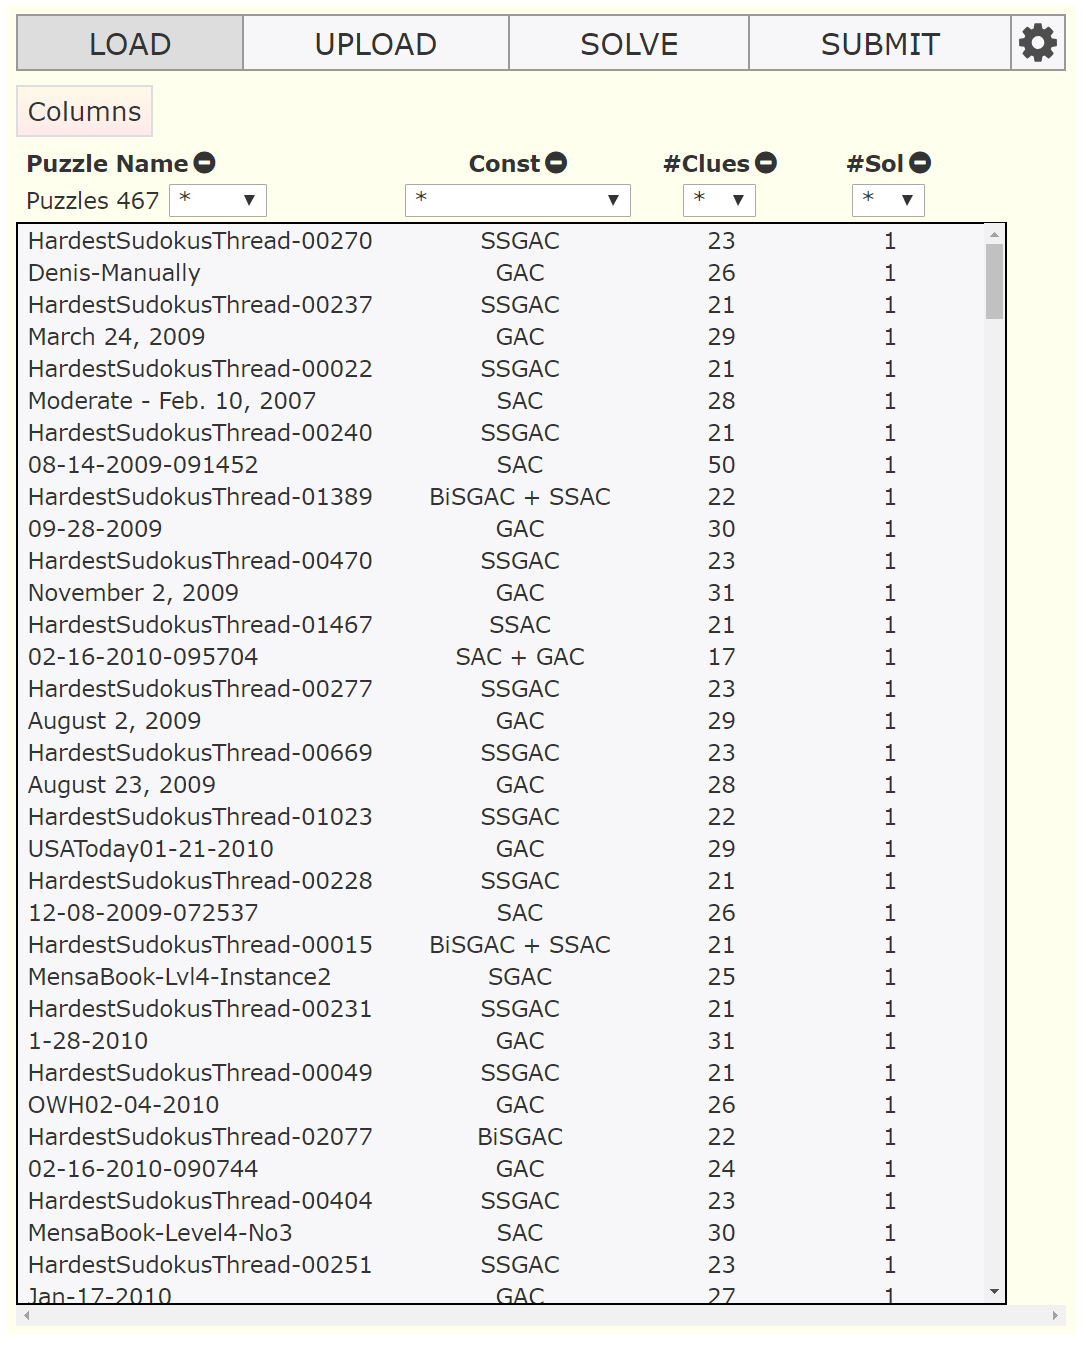 LOAD UPLOAD SOLVE SUBMIT
Columns
Puzzle Name Const #Clues #Sol
Puzzles 467 * * * *
HardestSudokusThread-00270 SSGAC 23 1
Denis-Manually GAC 26 1
HardestSudokusThread-00237 SSGAC 21 1
March 24, 2009 GAC 29 1
HardestSudokusThread-00022 SSGAC 21 1
Moderate - Feb. 10, 2007 SAC 28 1
HardestSudokusThread-00240 SSGAC 21 1
08-14-2009-091452 SAC 50 1
HardestSudokusThread-01389 BiSGAC + SSAC 22 1
09-28-2009 GAC 30 1
HardestSudokusThread-00470 SSGAC 23 1
November 2, 2009 GAC 31 1
HardestSudokusThread-01467 SSAC 21 1
02-16-2010-095704 SAC + GAC 17 1
HardestSudokusThread-00277 SSGAC 23 1
August 2, 2009 GAC 29 1
HardestSudokusThread-00669 SSGAC 23 1
August 23, 2009 GAC 28 1
HardestSudokusThread-01023 SSGAC 22 1
USAToday01-21-2010 GAC 29 1
HardestSudokusThread-00228 SSGAC 21 1
12-08-2009-072537 SAC 26 1
HardestSudokusThread-00015 BiSGAC + SSAC 21 1
MensaBook-Lvl4-Instance2 SGAC 25 1
HardestSudokusThread-00231 SSGAC 21 1
1-28-2010 GAC 31 1
HardestSudokusThread-00049 SSGAC 21 1
OWH02-04-2010 GAC 26 1
HardestSudokusThread-02077 BiSGAC 22 1
02-16-2010-090744 GAC 24 1
HardestSudokusThread-00404 SSGAC 23 1
MensaBook-Level4-No3 SAC 30 1
HardestSudokusThread-00251 SSGAC 23 1
Jan-17-2010 GAC 27 1